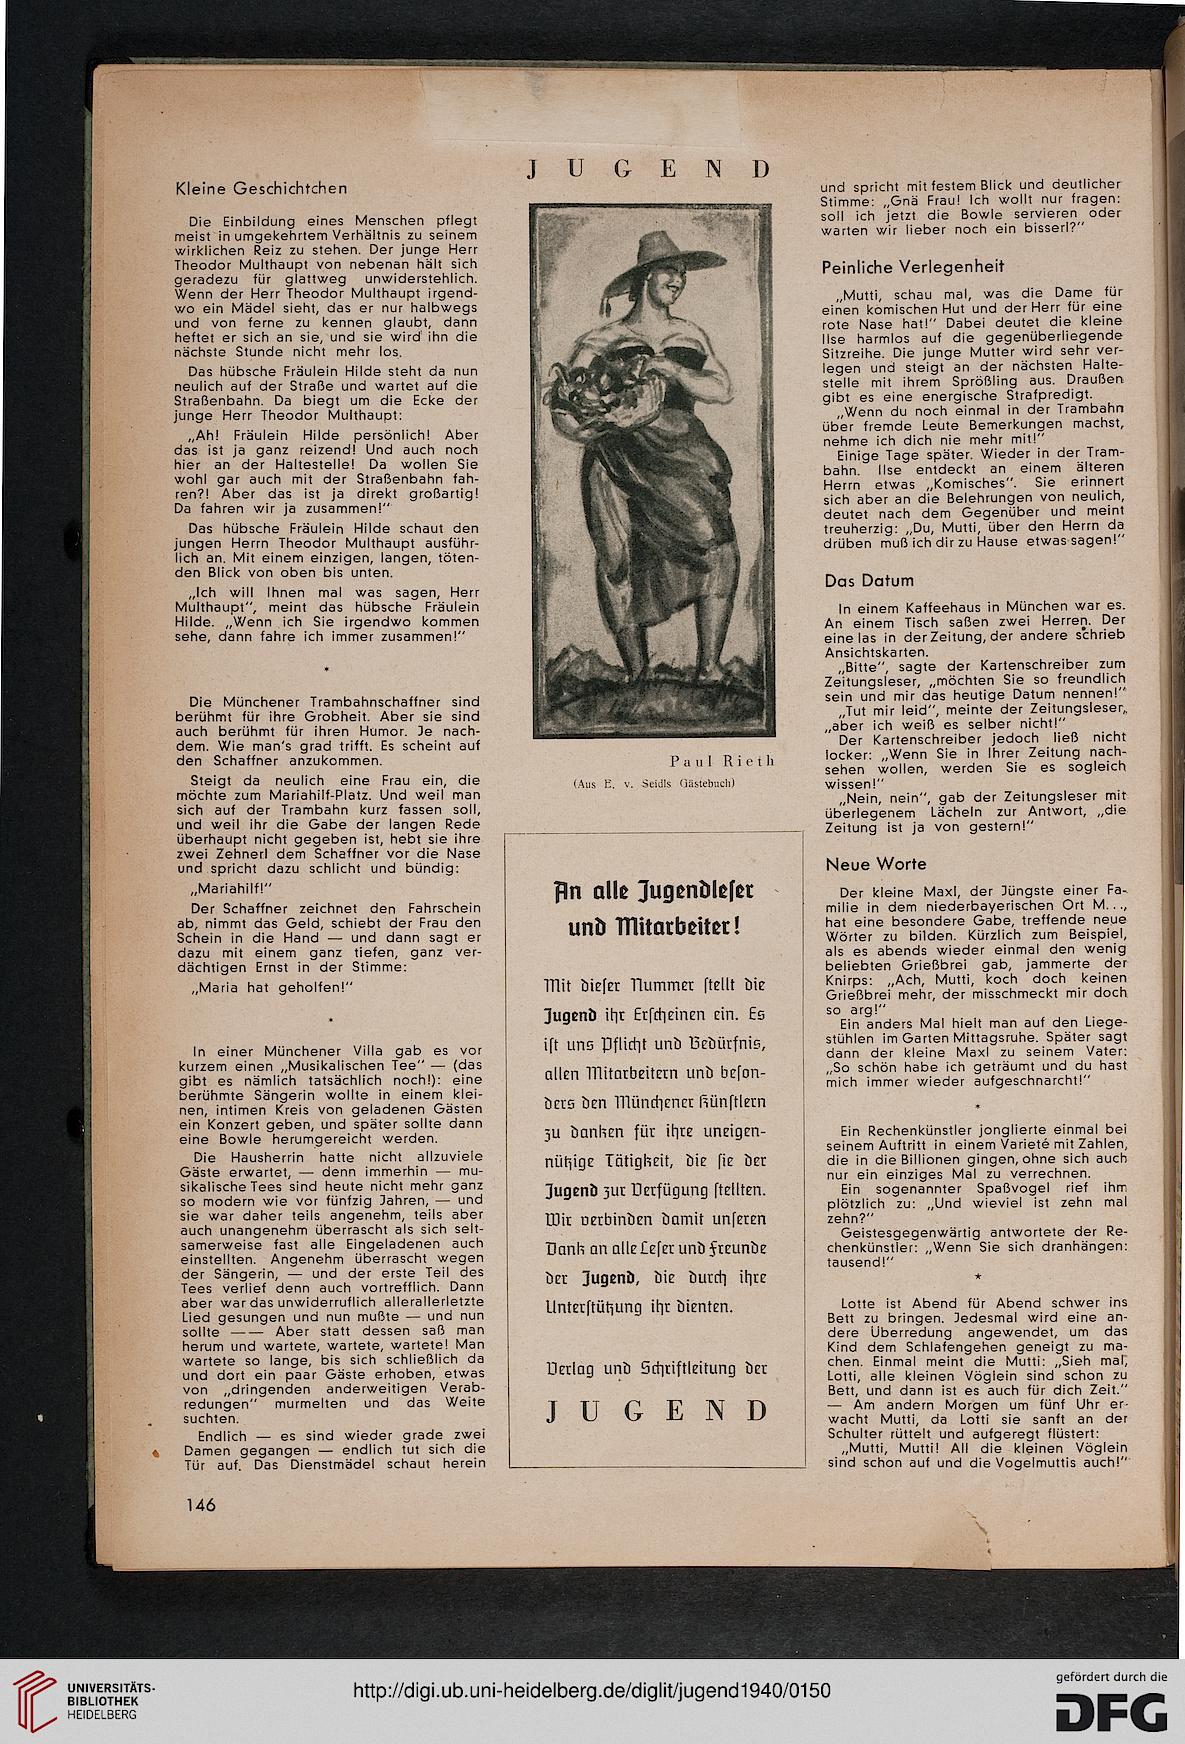 JUGEND
Kleine Geschichtchen
Die Einbildung eines Menschen pflegt
meist in umgekehrtem Verhältnis zu seinem
wirklichen Reiz zu stehen. Der junge Herr
Theodor Multhaupt von nebenan hält sich
geradezu für glattweg unwiderstehlich.
Wenn der Herr Theodor Multhaupt irgend-
wo ein Mädel sieht, das er nur halbwegs
und von ferne zu kennen glaubt, dann
heftet er sich an sie, und sie wird ihn die
nächste Stunde nicht mehr los.
Das hübsche Fräulein Hilde steht da nun
neulich auf der Straße und wartet auf die
Straßenbahn. Da biegt um die Ecke der
junge Herr Theodor Multhaupt:
„Ah! Fräulein Hilde persönlich! Aber
das ist ja ganz reizend! Und auch noch
hier an der Haltestelle! Da wollen Sie
wohl gar auch mit der Straßenbahn fah-
ren?! Aber das ist ja direkt großartig!
Da fahren wir ja zusammen!"
Das hübsche Fräulein Hilde schaut den
jungen Herrn Theodor Multhaupt ausführ-
lich an. Mit einem einzigen, langen, töten-
den Blick von oben bis unten.
„Ich will Ihnen mal was sagen, Herr
Multhaupt", meint das hübsche Fräulein
Hilde. „Wenn ich Sie irgendwo kommen
sehe, dann fahre ich immer zusammen!"
*
Die Münchener Trambahnschaffner sind
berühmt für ihre Grobheit. Aber sie sind
auch berühmt für ihren Humor. Je nach-
dem. Wie man's grad trifft. Es scheint auf
den Schaffner anzukommen.
Steigt da neulich eine Frau ein, die
möchte zum Mariahilf-Platz. Und weil man
sich auf der Trambahn kurz fassen soll,
und weil ihr die Gabe der langen Rede
überhaupt nicht gegeben ist, hebt sie ihre
zwei Zehnerl dem Schaffner vor die Nase
und spricht dazu schlicht und bündig:
„Mariahilf!"
Der Schaffner zeichnet den Fahrschein
ab, nimmt das Geld, schiebt der Frau den
Schein in die Hand — und dann sagt er
dazu mit einem ganz tiefen, ganz ver-
dächtigen Ernst in der Stimme:
„Maria hat geholfen!"
*
In einer Münchener Villa gab es vor
kurzem einen „Musikalischen Tee" — (das
gibt es nämlich tatsächlich noch!): eine
berühmte Sängerin wollte in einem klei-
nen, intimen Kreis von geladenen Gästen
ein Konzert geben, und später sollte dann
eine Bowle herumgereicht werden.
Die Hausherrin hatte nicht allzuviele
Gäste erwartet, — denn immerhin — mu-
sikalische Tees sind heute nicht mehr ganz
so modern wie vor fünfzig Jahren, — und
sie war daher teils angenehm, teils aber
auch unangenehm überrascht als sich selt-
samerweise fast alle Eingeladenen auch
einstellten. Angenehm überrascht wegen
der Sängerin, — und der erste Teil des
Tees verlief denn auch vortrefflich. Dann
aber war das unwiderruflich allerallerletzte
Lied gesungen und nun mußte — und nun
sollte —— Aber statt dessen saß man
herum und wartete, wartete, wartete! Man
wartete so lange, bis sich schließlich da
und dort ein paar Gäste erhoben, etwas
von „dringenden anderweitigen Verab-
redungen" murmelten und das Weite
suchten.
Endlich — es sind wieder grade zwei
Damen gegangen — endlich tut sich die
Tür auf. Das Dienstmädel schaut herein
Paul Rieth
(Aus E. v. Seidls Gästebuch)
An alle Jugendleser
und Mitarbeiter!
Mit dieser Nummer stellt die
Jugend ihr Erscheinen ein. Es
ist uns Pflicht und Bedürfnis,
allen Mitarbeitern und beson-
ders den Münchener Künstlern
zu danken für ihre uneigen-
nützige Tätigkeit, die sie der
Jugend zur Verfügung stellten.
Wir verbinden damit unseren
Dank an alle Leser und Freunde
der Jugend, die durch ihre
Unterstützung ihr dienten.
Verlag und Schriftleitung der
JUGEND
und spricht mit festem Blick und deutlicher
Stimme: „Gnä Frau! Ich wollt nur fragen:
soll ich jetzt die Bowle servieren oder
warten wir lieber noch ein bisserl?"
Peinliche Verlegenheit
„Mutti, schau mal, was die Dame für
einen komischen Hut und der Herr für eine
rote Nase hat!" Dabei deutet die kleine
Ilse harmlos auf die gegenüberliegende
Sitzreihe. Die junge Mutter wird sehr ver-
legen und steigt an der nächsten Halte-
stelle mit ihrem Sprößling aus. Draußen
gibt es eine energische Strafpredigt.
„Wenn du noch einmal in der Trambahn
über fremde Leute Bemerkungen machst,
nehme ich dich nie mehr mit!"
Einige Tage später. Wieder in der Tram-
bahn. Ilse entdeckt an einem älteren
Herrn etwas „Komisches". Sie erinnert
sich aber an die Belehrungen von neulich,
deutet nach dem Gegenüber und meint
treuherzig: „Du, Mutti, über den Herrn da
drüben muß ich dir zu Hause etwas sagen!"
Das Datum
In einem Kaffeehaus in München war es.
An einem Tisch saßen zwei Herren. Der
eine las in der Zeitung, der andere schrieb
Ansichtskarten.
„Bitte", sagte der Kartenschreiber zum
Zeitungsleser, „möchten Sie so freundlich
sein und mir das heutige Datum nennen!"
„Tut mir leid", meinte der Zeitungsleser,
„aber ich weiß es selber nicht!"
Der Kartenschreiber jedoch ließ nicht
locker: „Wenn Sie in Ihrer Zeitung nach-
sehen wollen, werden Sie es sogleich
wissen!"
„Nein, nein", gab der Zeitungsleser mit
überlegenem Lächeln zur Antwort, „die
Zeitung ist ja von gestern!"
Neue Worte
Der kleine Maxl, der Jüngste einer Fa-
milie in dem niederbayerischen Ort M...,
hat eine besondere Gabe, treffende neue
Wörter zu bilden. Kürzlich zum Beispiel,
als es abends wieder einmal den wenig
beliebten Grießbrei gab, jammerte der
Knirps: „Ach, Mutti, koch doch keinen
Grießbrei mehr, der misschmeckt mir doch
so arg!"
Ein anders Mal hielt man auf den Liege-
stühlen im Garten Mittagsruhe. Später sagt
dann der kleine Maxl zu seinem Vater:
„So schön habe ich geträumt und du hast
mich immer wieder aufgeschnarcht!"
*
Ein Rechenkünstler jonglierte einmal bei
seinem Auftritt in einem Varieté mit Zahlen,
die in die Billionen gingen, ohne sich auch
nur ein einziges Mal zu verrechnen.
Ein sogenannter Spaßvogel rief ihm
plötzlich zu: „Und wieviel ist zehn mal
zehn?"
Geistesgegenwärtig antwortete der Re-
chenkünstler: „Wenn Sie sich dranhängen:
tausend!"
*
Lotte ist Abend für Abend schwer ins
Bett zu bringen. Jedesmal wird eine an-
dere Überredung angewendet, um das
Kind dem Schlafengehen geneigt zu ma-
chen. Einmal meint die Mutti: „Sieh mal,
Lotti, alle kleinen Vöglein sind schon zu
Bett, und dann ist es auch für dich Zeit."
— Am andern Morgen um fünf Uhr er-
wacht Mutti, da Lotti sie sanft an der
Schulter rüttelt und aufgeregt flüstert:
„Mutti, Mutti! All die kleinen Vöglein
sind schon auf und die Vogelmuttis auch!"
146
UNIVERSITÄTS-
BIBLIOTHEK
HEIDELBERG
http://digi.ub.uni-heidelberg.de/diglit/jugend1940/0150
gefördert durch die
DFG